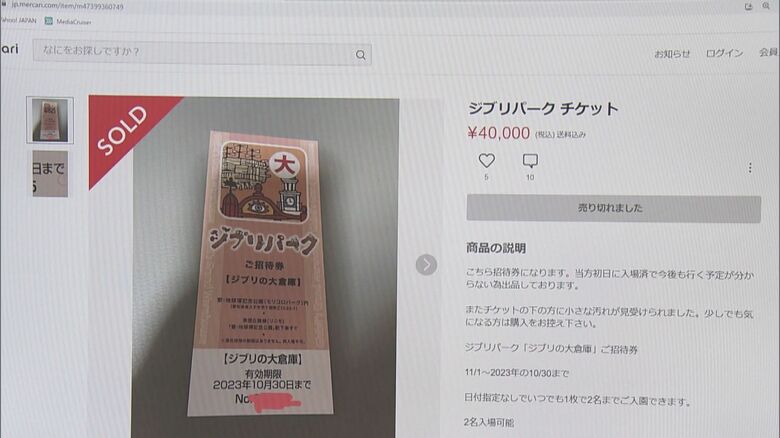 jp.mercari.com/item/m47399360749
Yahoo! JAPAN MediaCruiser
ari なにをお探しですか？ お知らせ ログイン 会員
SOLD
日まで
5
大
ジブリパーク
ご招待券
【ジブリの大倉庫】
【ジブリの大倉庫】
有効期限
2023年10月30日まで
No.
ジブリパーク チケット
¥40,000 (税込) 送料込み
5 10
売り切れました
商品の説明
こちら招待券になります。当方初日に入場済で今後も行く予定が分か
らない為出品しております。
またチケットの下の方に小さな汚れが見受けられました。少しでも気
になる方は購入をお控え下さい。
ジブリパーク「ジブリの大倉庫」ご招待券
11/1～2023年の10/30まで
日付指定なしでいつでも1枚で2名までご入園できます。
2名入場可能